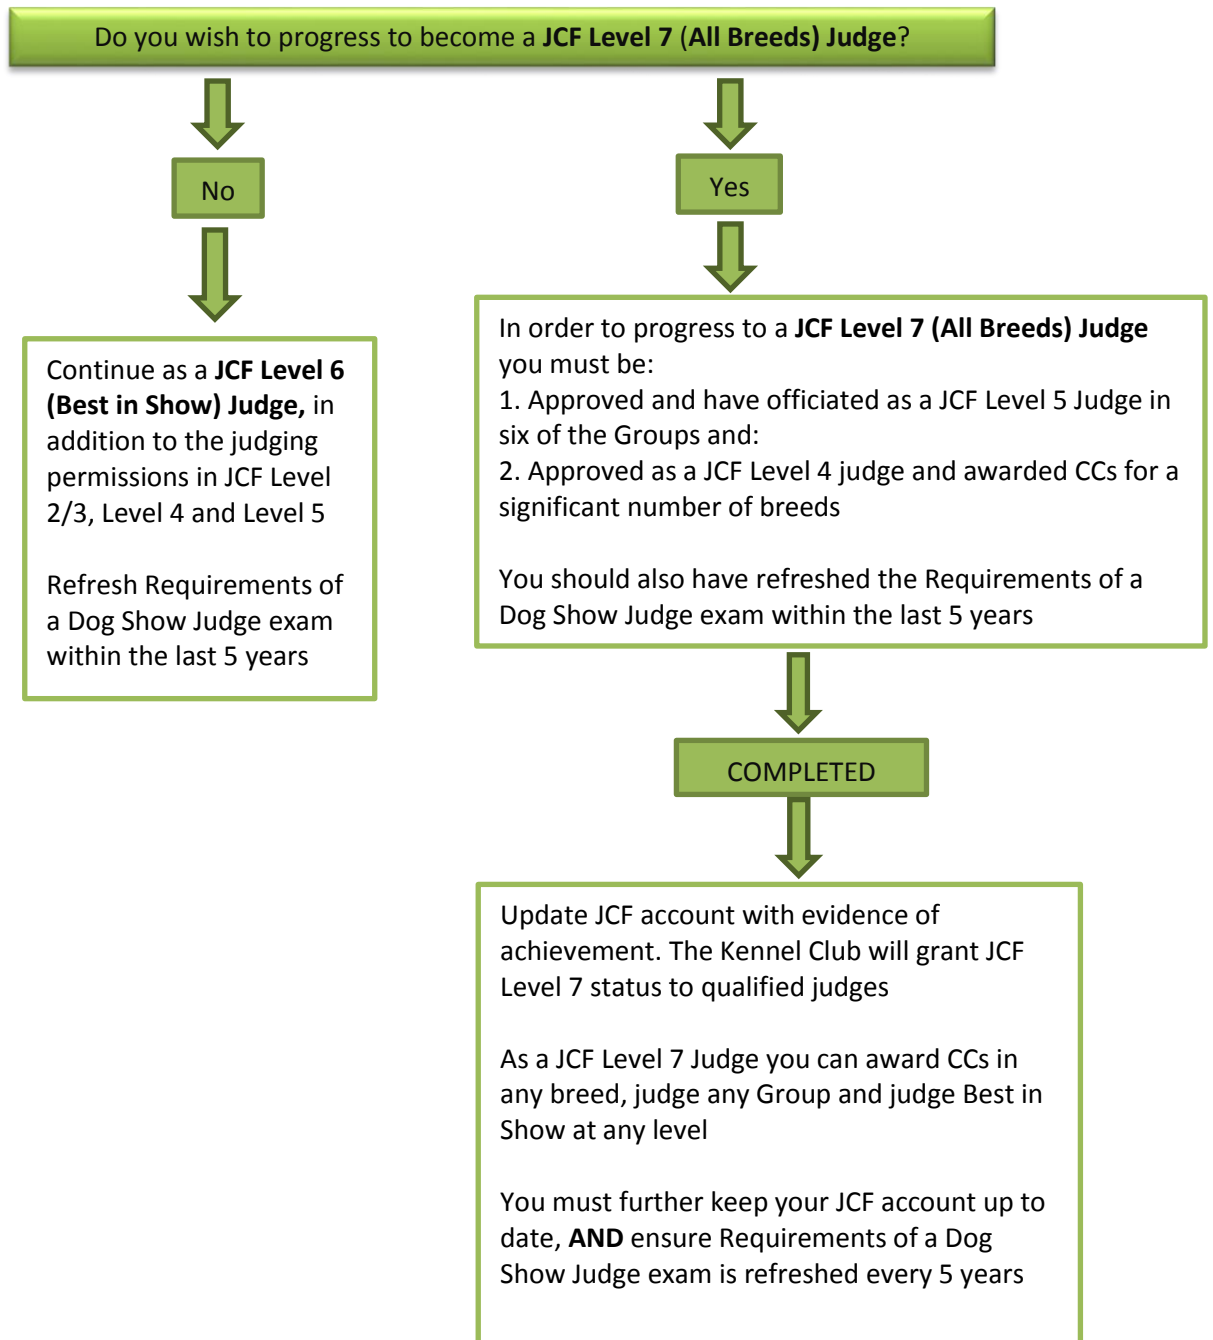 Do you wish to progress to become a JCF Level 7 (All Breeds) Judge?
No
Yes
Continue as a JCF Level 6
(Best in Show) Judge, in
addition to the judging
permissions in JCF Level
2/3, Level 4 and Level 5
Refresh Requirements of
a Dog Show Judge exam
within the last 5 years
In order to progress to a JCF Level 7 (All Breeds) Judge
you must be:
1. Approved and have officiated as a JCF Level 5 Judge in
six of the Groups and:
2. Approved as a JCF Level 4 judge and awarded CCs for a
significant number of breeds
You should also have refreshed the Requirements of a
Dog Show Judge exam within the last 5 years
COMPLETED
Update JCF account with evidence of
achievement. The Kennel Club will grant JCF
Level 7 status to qualified judges
As a JCF Level 7 Judge you can award CCs in
any breed, judge any Group and judge Best in
Show at any level
You must further keep your JCF account up to
date, AND ensure Requirements of a Dog
Show Judge exam is refreshed every 5 years